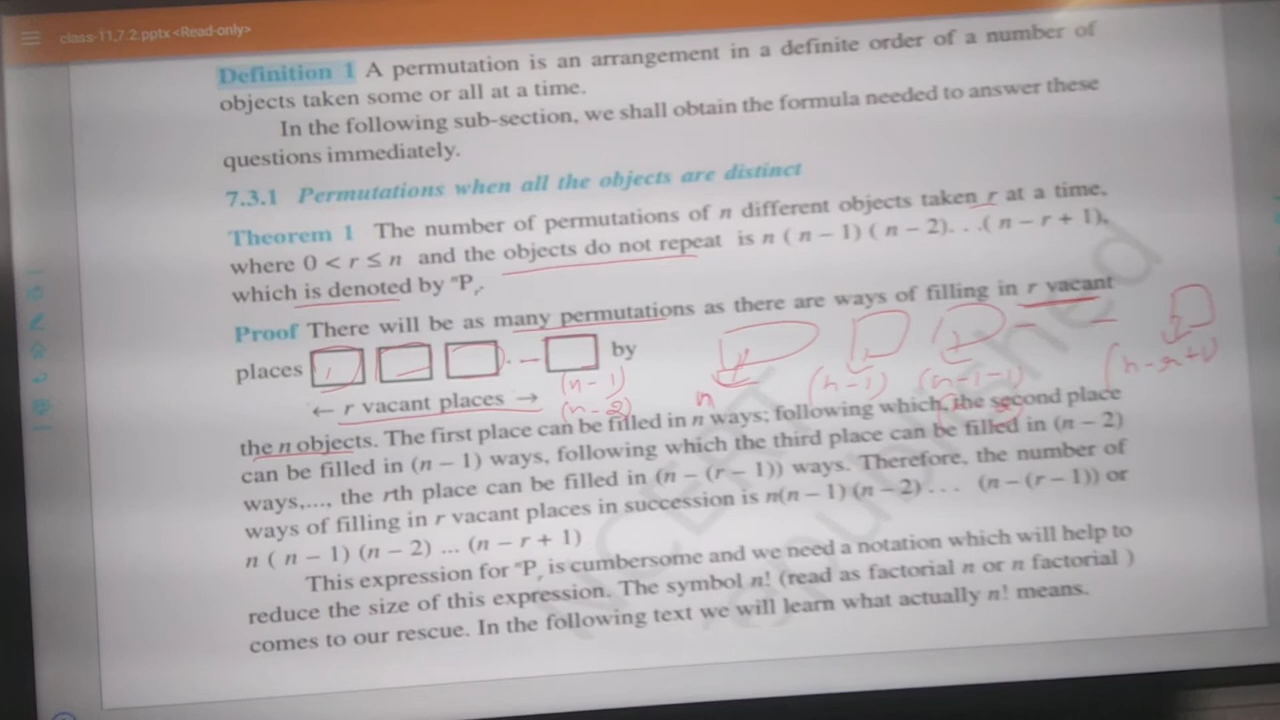 class-11,7.2.pptx <Read-only>
Definition 1 A permutation is an arrangement in a definite order of a number of
objects taken some or all at a time.
In the following sub-section, we shall obtain the formula needed to answer these
questions immediately.
7.3.1 Permutations when all the objects are distinct
Theorem 1 The number of permutations of n different objects taken r at a time,
where 0 < r ≤ n and the objects do not repeat is n ( n – 1) ( n – 2). . .( n – r + 1),
which is denoted by ⁿPᵣ.
Proof There will be as many permutations as there are ways of filling in r vacant
places . – by
← r vacant places →
(n-1)
(n-2)
n (n-1) (n-1-1) (n-r+1)
the n objects. The first place can be filled in n ways; following which, the second place
can be filled in (n – 1) ways, following which the third place can be filled in (n – 2)
ways,..., the rth place can be filled in (n – (r – 1)) ways. Therefore, the number of
ways of filling in r vacant places in succession is n(n – 1) (n – 2) . . . (n – (r – 1)) or
n ( n – 1) (n – 2) ... (n – r + 1)
This expression for ⁿPᵣ is cumbersome and we need a notation which will help to
reduce the size of this expression. The symbol n! (read as factorial n or n factorial )
comes to our rescue. In the following text we will learn what actually n! means.